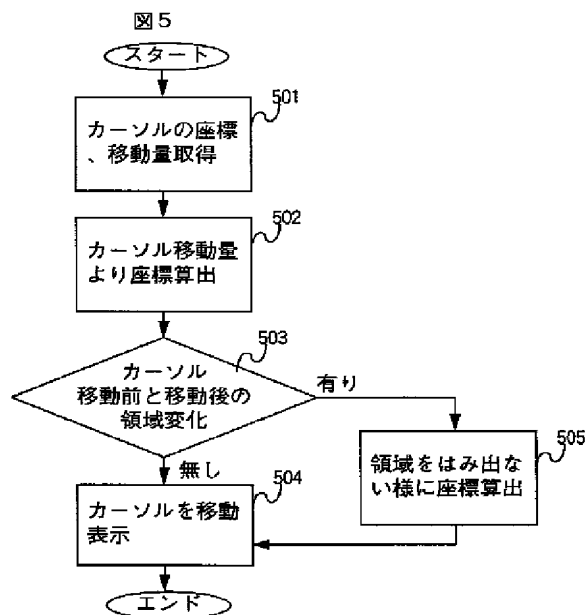 図5
スタート
501
カーソルの座標
、移動量取得
502
カーソル移動量
より座標算出
503
カーソル
移動前と移動後の
領域変化
有り
無し
504
カーソルを移動
表示
505
領域をはみ出な
い様に座標算出
エンド